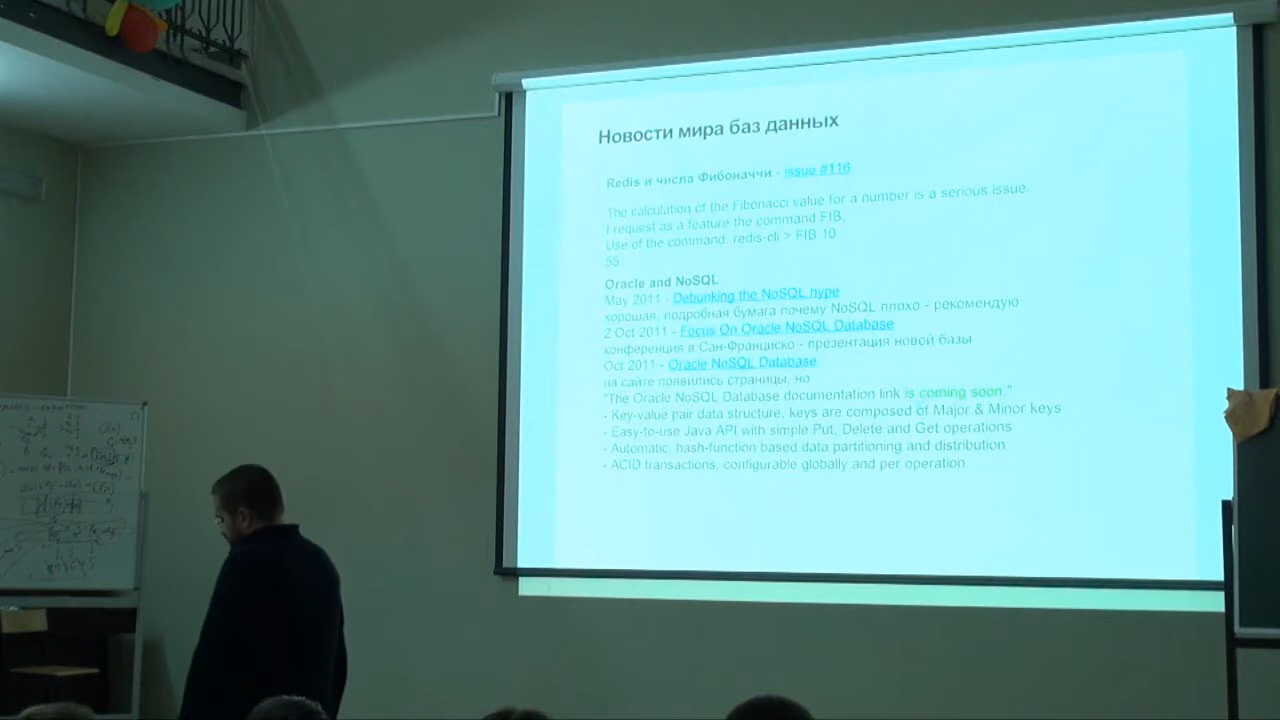 Новости мира баз данных
Redis и числа Фибоначчи - issue #116
The calculation of the Fibonacci value for a number is a serious issue.
I request as a feature the command FIB.
Use of the command: redis-cli > FIB 10
55
Oracle and NoSQL
May 2011 - Debunking the NoSQL hype
хорошая, подробная бумага почему NoSQL плохо - рекомендую
2 Oct 2011 - Focus On Oracle NoSQL Database
конференция в Сан-Франциско - презентация новой базы
Oct 2011 - Oracle NoSQL Database
на сайте появились страницы, но
"The Oracle NoSQL Database documentation link is coming soon."
- Key-value pair data structure, keys are composed of Major & Minor keys
- Easy-to-use Java API with simple Put, Delete and Get operations
- Automatic, hash-function based data partitioning and distribution
- ACID transactions, configurable globally and per operation